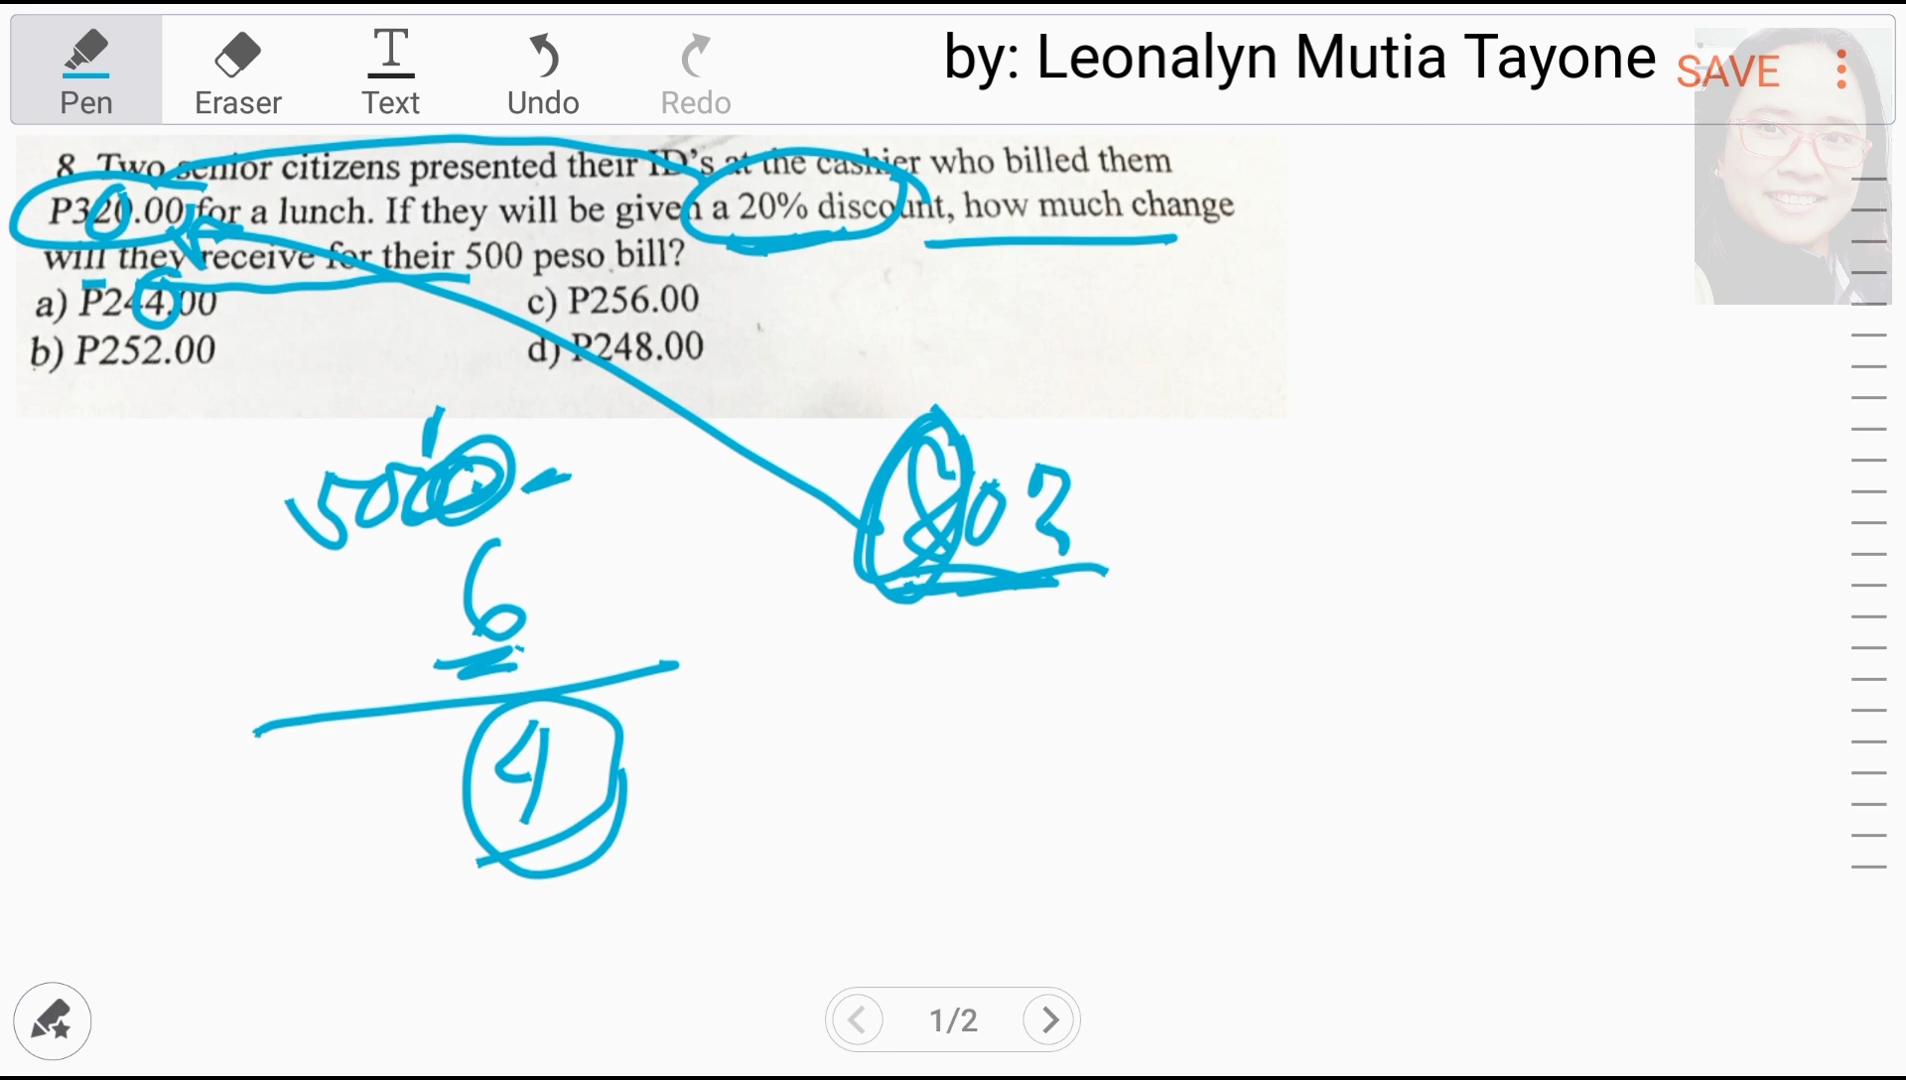 Pen Eraser Text Undo Redo by: Leonalyn Mutia Tayone SAVE
8. Two senior citizens presented their ID's at the cashier who billed them
P320.00 for a lunch. If they will be given a 20% discount, how much change
will they receive for their 500 peso bill?
a) P244.00 c) P256.00
b) P252.00 d) P248.00
500 -
80%
6
4
1/2